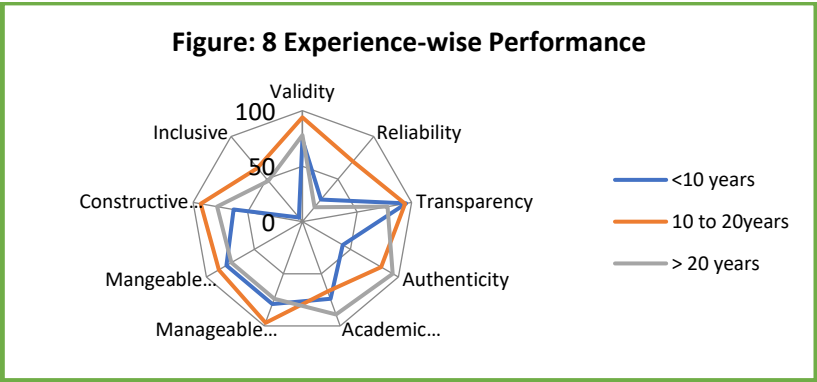 Figure: 8 Experience-wise Performance
Validity
100
Inclusive
Reliability
50
<10 years
Constructive...
Transparency
10 to 20years
0
> 20 years
Mangeable...
Authenticity
Manageable...
Academic...